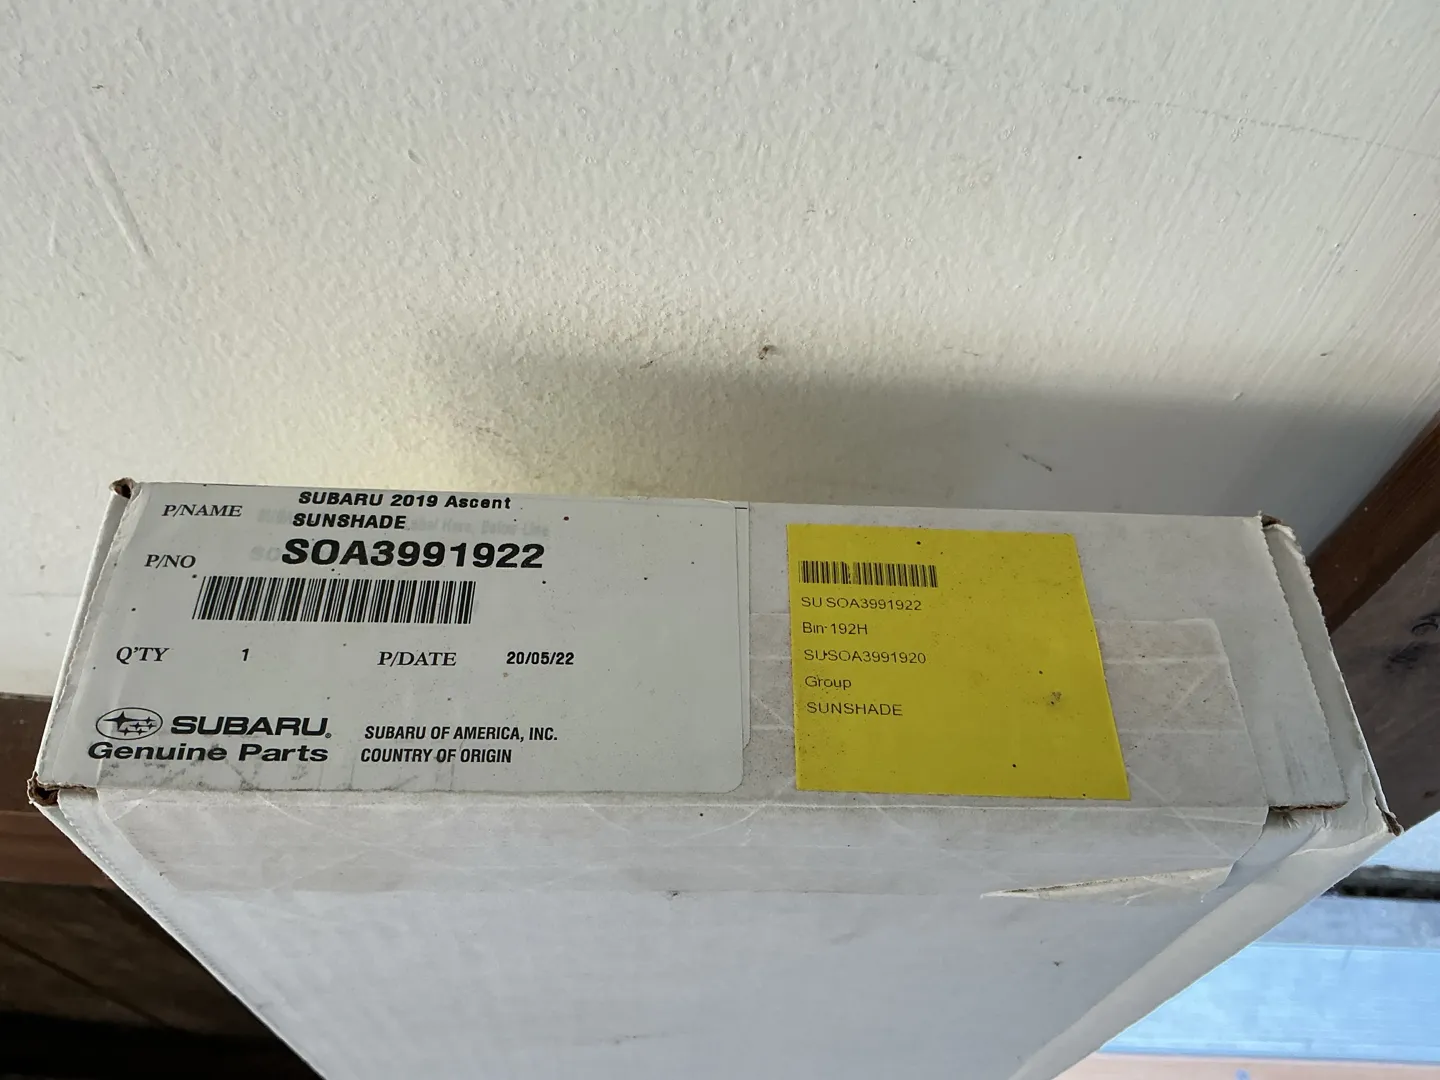 P/NAME
SUBARU 2019 Ascent
SUNSHADE
P/NO
SOA3991922
Q'TY 1 P/DATE 20/05/22
SUBARU®
Genuine Parts
SUBARU OF AMERICA, INC.
COUNTRY OF ORIGIN
SU SOA3991922
Bin-192H
SUSOA3991920
Group
SUNSHADE